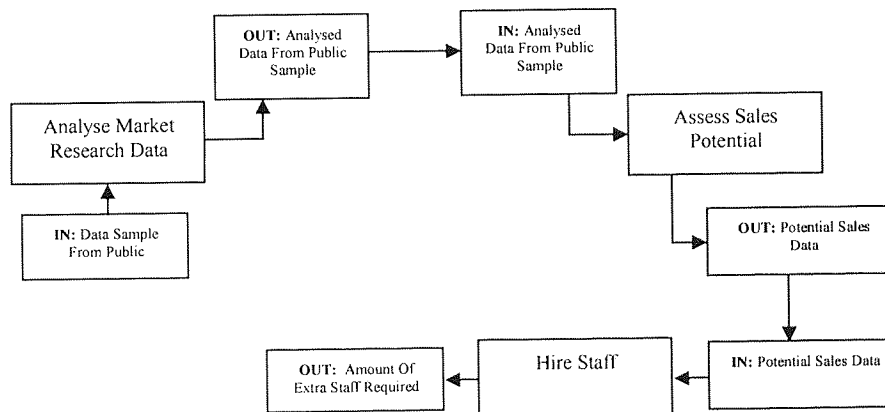 OUT: Analysed
Data From Public
Sample
IN: Analysed
Data From Public
Sample
Analyse Market
Research Data
Assess Sales
Potential
IN: Data Sample
From Public
OUT: Potential Sales
Data
IN: Potential Sales Data
Hire Staff
OUT: Amount Of
Extra Staff Required